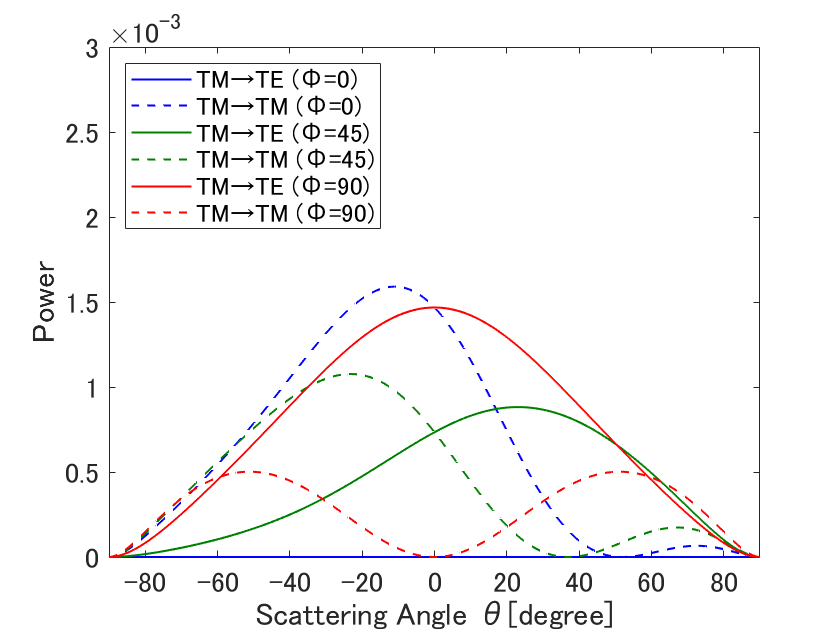 ×10⁻³
3
2.5
2
1.5
1
0.5
0
Power
TM→TE (Φ=0)
TM→TM (Φ=0)
TM→TE (Φ=45)
TM→TM (Φ=45)
TM→TE (Φ=90)
TM→TM (Φ=90)
-80 -60 -40 -20 0 20 40 60 80
Scattering Angle θ[degree]